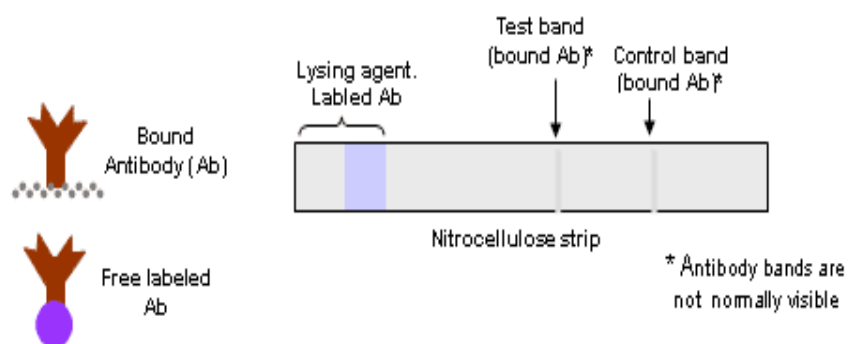 Test band
(bound Ab)*
Control band
(bound Ab)*
Lysing agent.
Labled Ab
Bound
Antibody (Ab)
Nitrocellulose strip
Free labeled
Ab
* Antibody bands are
not normally visible